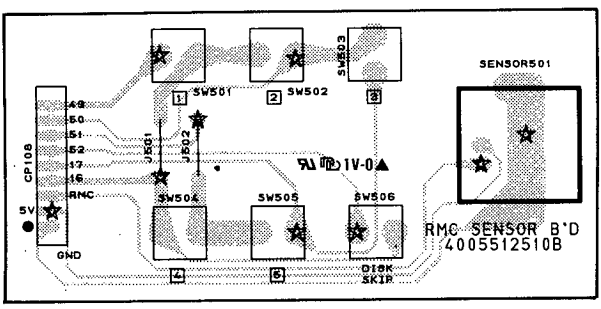 SW503
SENSOR501
SW501
SW502
1
2
3
49
50
51
52
17
16
RMC
CP108
J501
J502
1V-0
5V
GND
SW504
SW505
SW506
RMC SENSOR B'D
4005512510B
4
5
DISK
SKIP